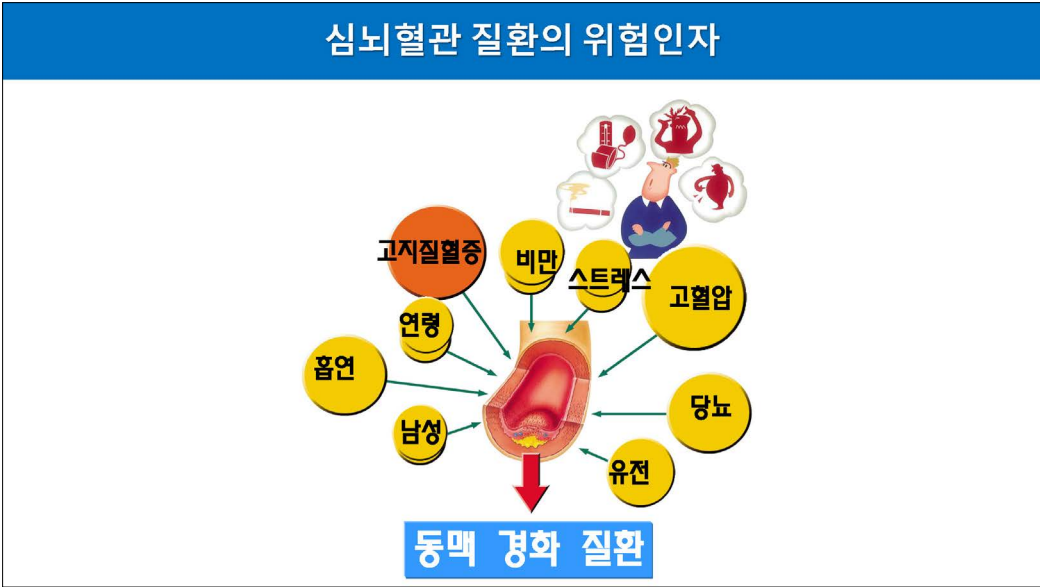 심뇌혈관 질환의 위험인자
고지질혈증
비만
스트레스
고혈압
연령
흡연
당뇨
남성
유전
동맥 경화 질환